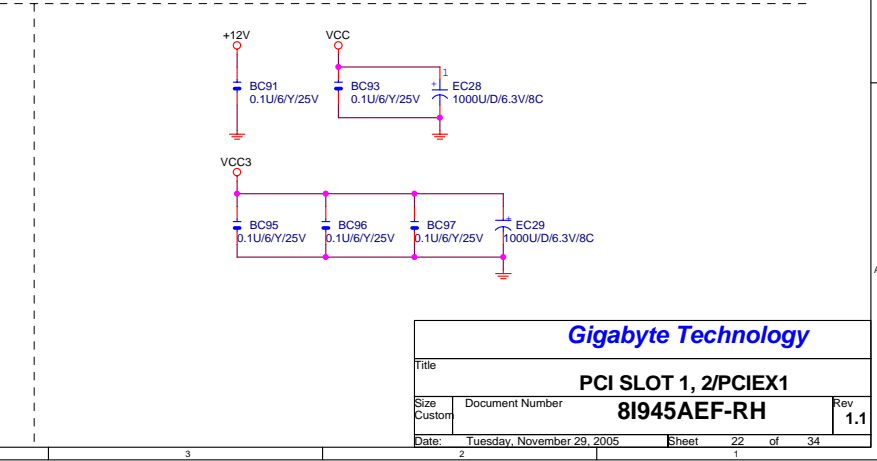 +12V VCC
1
BC91 BC93 EC28
0.1U/6/Y/25V 0.1U/6/Y/25V 1000U/D/6.3V/8C
VCC3
BC95 BC96 BC97 EC29
0.1U/6/Y/25V 0.1U/6/Y/25V 0.1U/6/Y/25V 1000U/D/6.3V/8C
A
Gigabyte Technology
Title
PCI SLOT 1, 2/PCIEX1
Size Document Number Rev
Custom 8I945AEF-RH 1.1
Date: Tuesday, November 29, 2005 Sheet 22 of 34
3 2 1